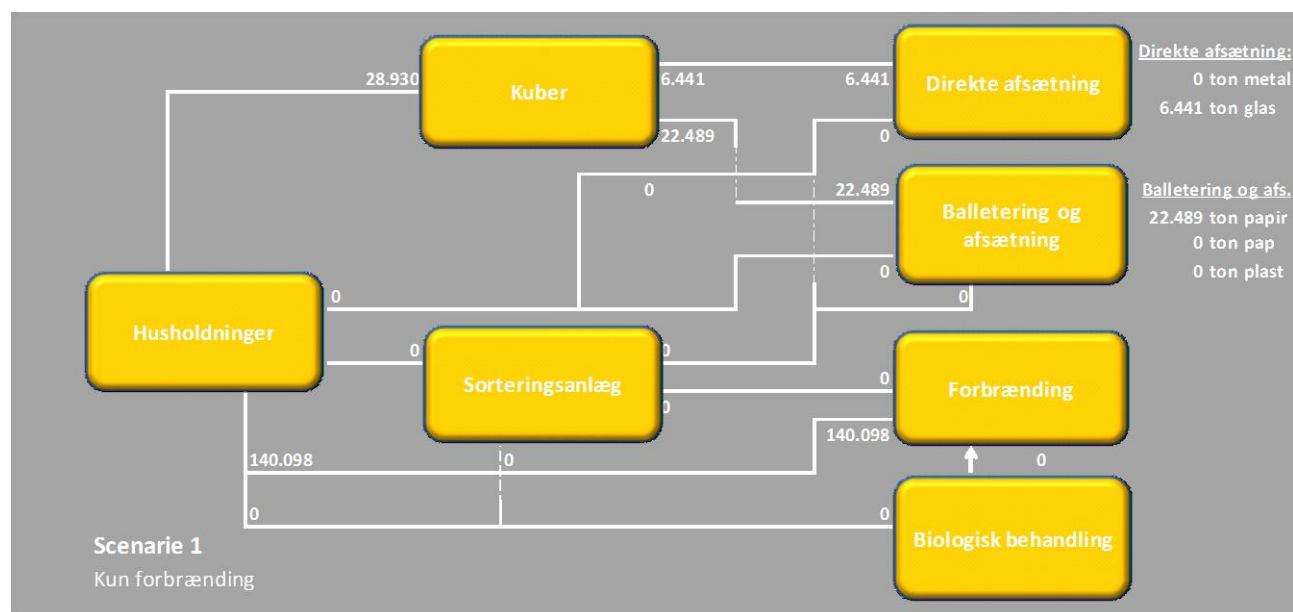 Direkte afsætning:
28.930
Kuber
6.441
6.441
Direkte afsætning
0 ton metal
6.441 ton glas
22.489
0
0
22.489
Balletering og afs.
Balletering og
afsætning
22.489 ton papir
0 ton pap
0 ton plast
0
0
0
Husholdninger
0
Sorteringsanlæg
0
0
0
Forbrænding
140.098
140.098
0
0
0
0
Biologisk behandling
Scenarie 1
Kun forbrænding